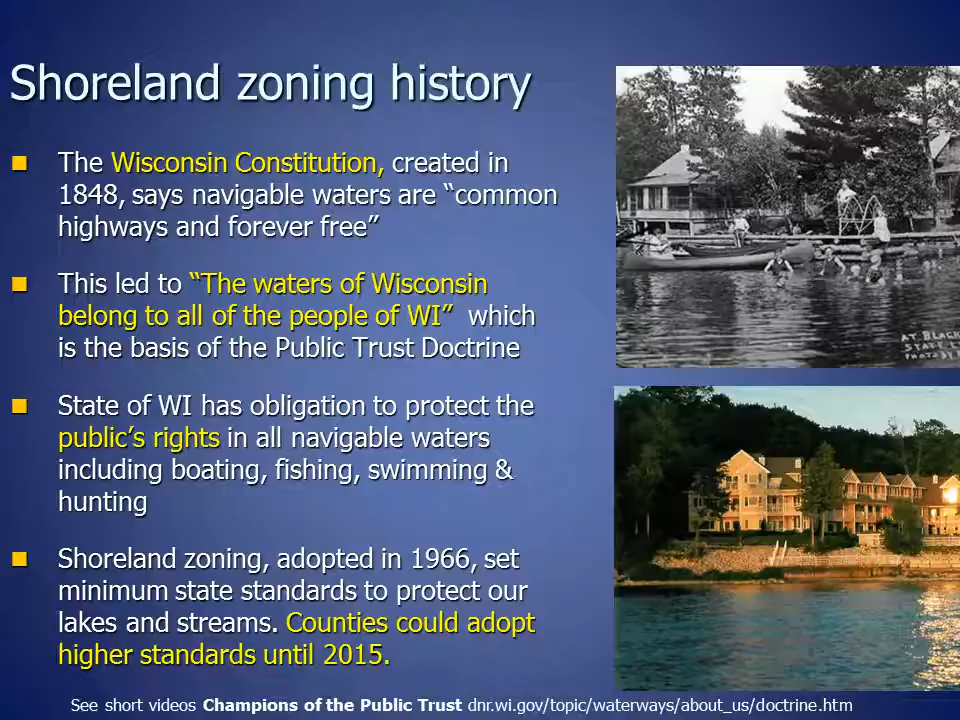 Shoreland zoning history
The Wisconsin Constitution, created in
1848, says navigable waters are “common
highways and forever free”
This led to “The waters of Wisconsin
belong to all of the people of WI” which
is the basis of the Public Trust Doctrine
State of WI has obligation to protect the
public’s rights in all navigable waters
including boating, fishing, swimming &
hunting
Shoreland zoning, adopted in 1966, set
minimum state standards to protect our
lakes and streams. Counties could adopt
higher standards until 2015.
AT BLACK
See short videos Champions of the Public Trust dnr.wi.gov/topic/waterways/about_us/doctrine.htm